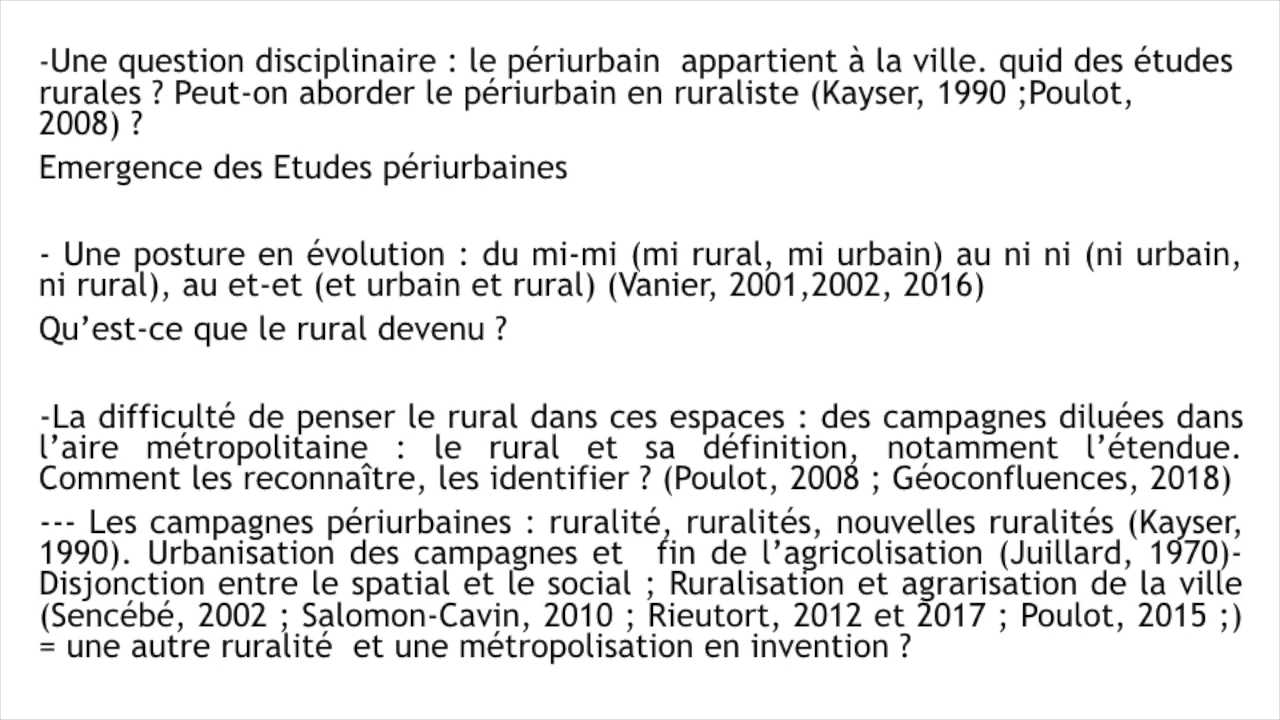 -Une question disciplinaire : le périurbain  appartient à la ville. quid des études
rurales ? Peut-on aborder le périurbain en ruraliste (Kayser, 1990 ;Poulot,
2008) ?
Emergence des Etudes périurbaines
- Une posture en évolution : du mi-mi (mi rural, mi urbain) au ni ni (ni urbain,
ni rural), au et-et (et urbain et rural) (Vanier, 2001,2002, 2016)
Qu’est-ce que le rural devenu ?
-La difficulté de penser le rural dans ces espaces : des campagnes diluées dans
l’aire métropolitaine : le rural et sa définition, notamment l’étendue.
Comment les reconnaître, les identifier ? (Poulot, 2008 ; Géoconfluences, 2018)
--- Les campagnes périurbaines : ruralité, ruralités, nouvelles ruralités (Kayser,
1990). Urbanisation des campagnes et  fin de l’agricolisation (Juillard, 1970)-
Disjonction entre le spatial et le social ; Ruralisation et agrarisation de la ville
(Sencébé, 2002 ; Salomon-Cavin, 2010 ; Rieutort, 2012 et 2017 ; Poulot, 2015 ;)
= une autre ruralité  et une métropolisation en invention ?